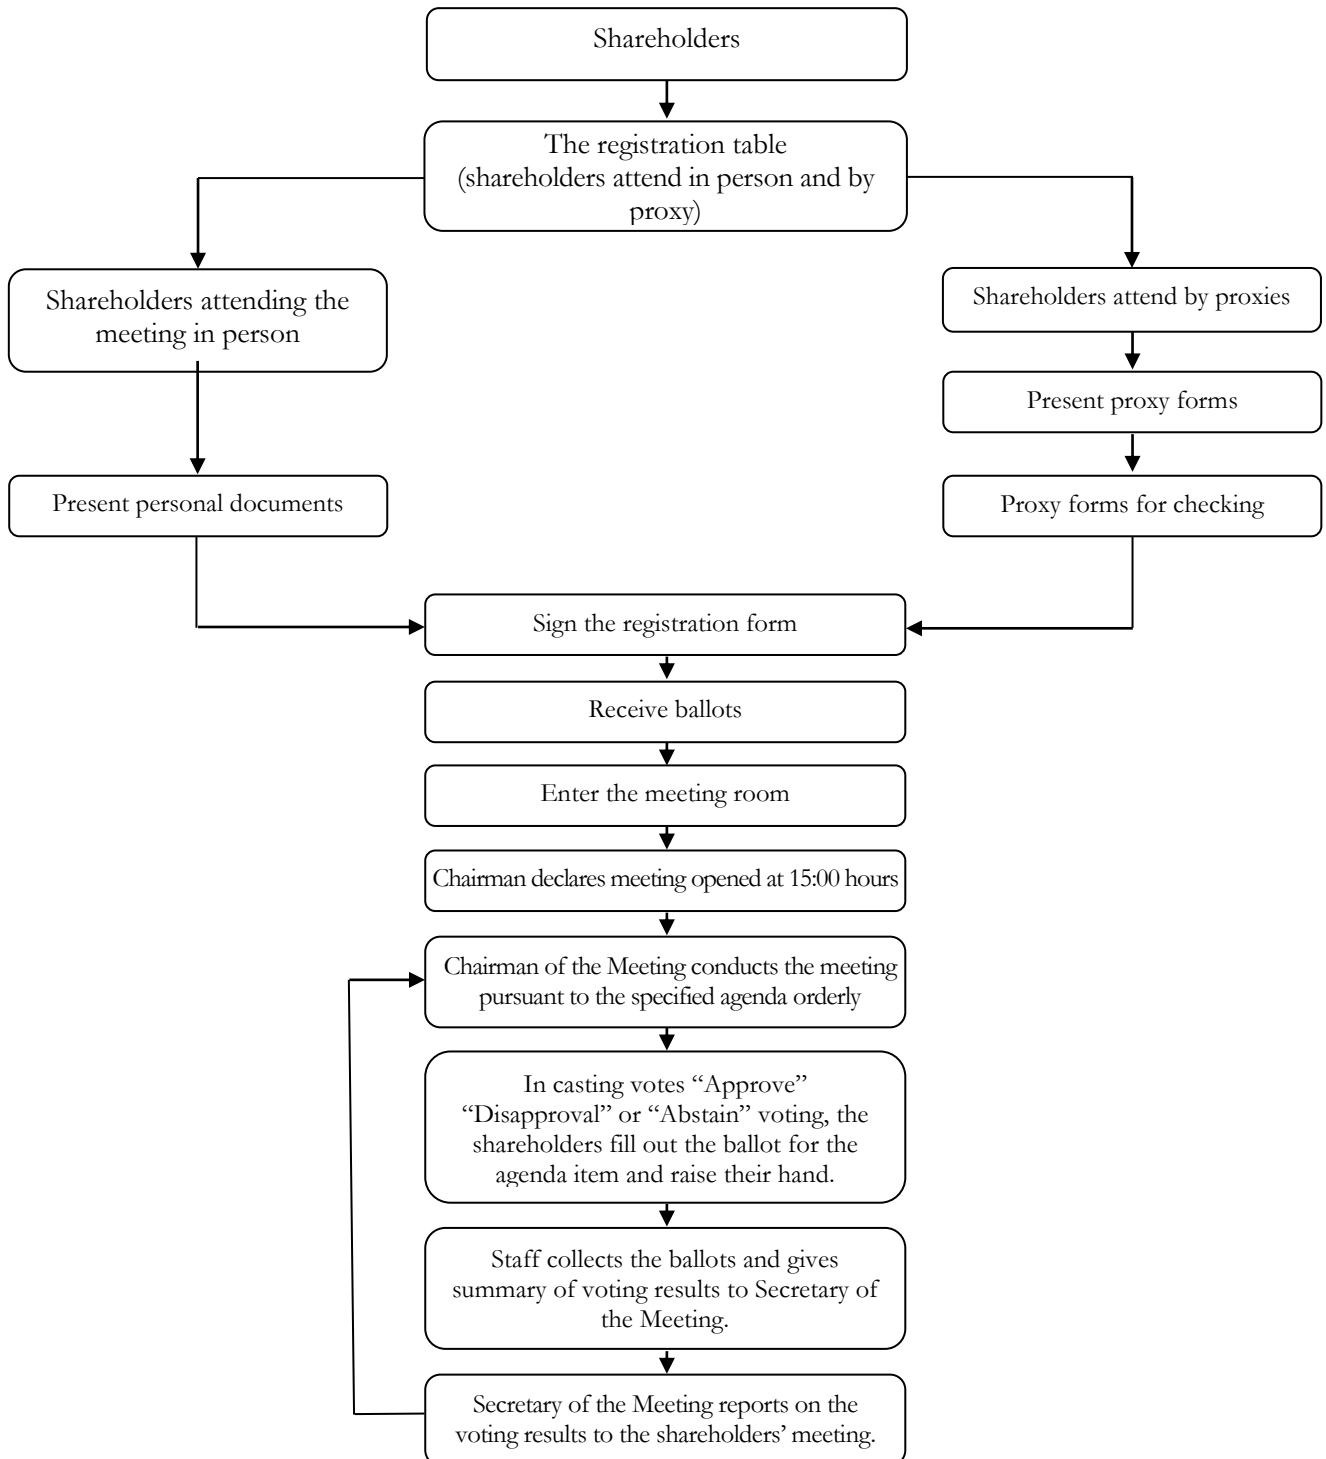 Shareholders
The registration table
(shareholders attend in person and by
proxy)
Shareholders attending the
meeting in person
Shareholders attend by proxies
Present proxy forms
Present personal documents
Proxy forms for checking
Sign the registration form
Receive ballots
Enter the meeting room
Chairman declares meeting opened at 15:00 hours
Chairman of the Meeting conducts the meeting
pursuant to the specified agenda orderly
In casting votes “Approve”
“Disapproval” or “Abstain” voting, the
shareholders fill out the ballot for the
agenda item and raise their hand.
Staff collects the ballots and gives
summary of voting results to Secretary of
the Meeting.
Secretary of the Meeting reports on the
voting results to the shareholders’ meeting.